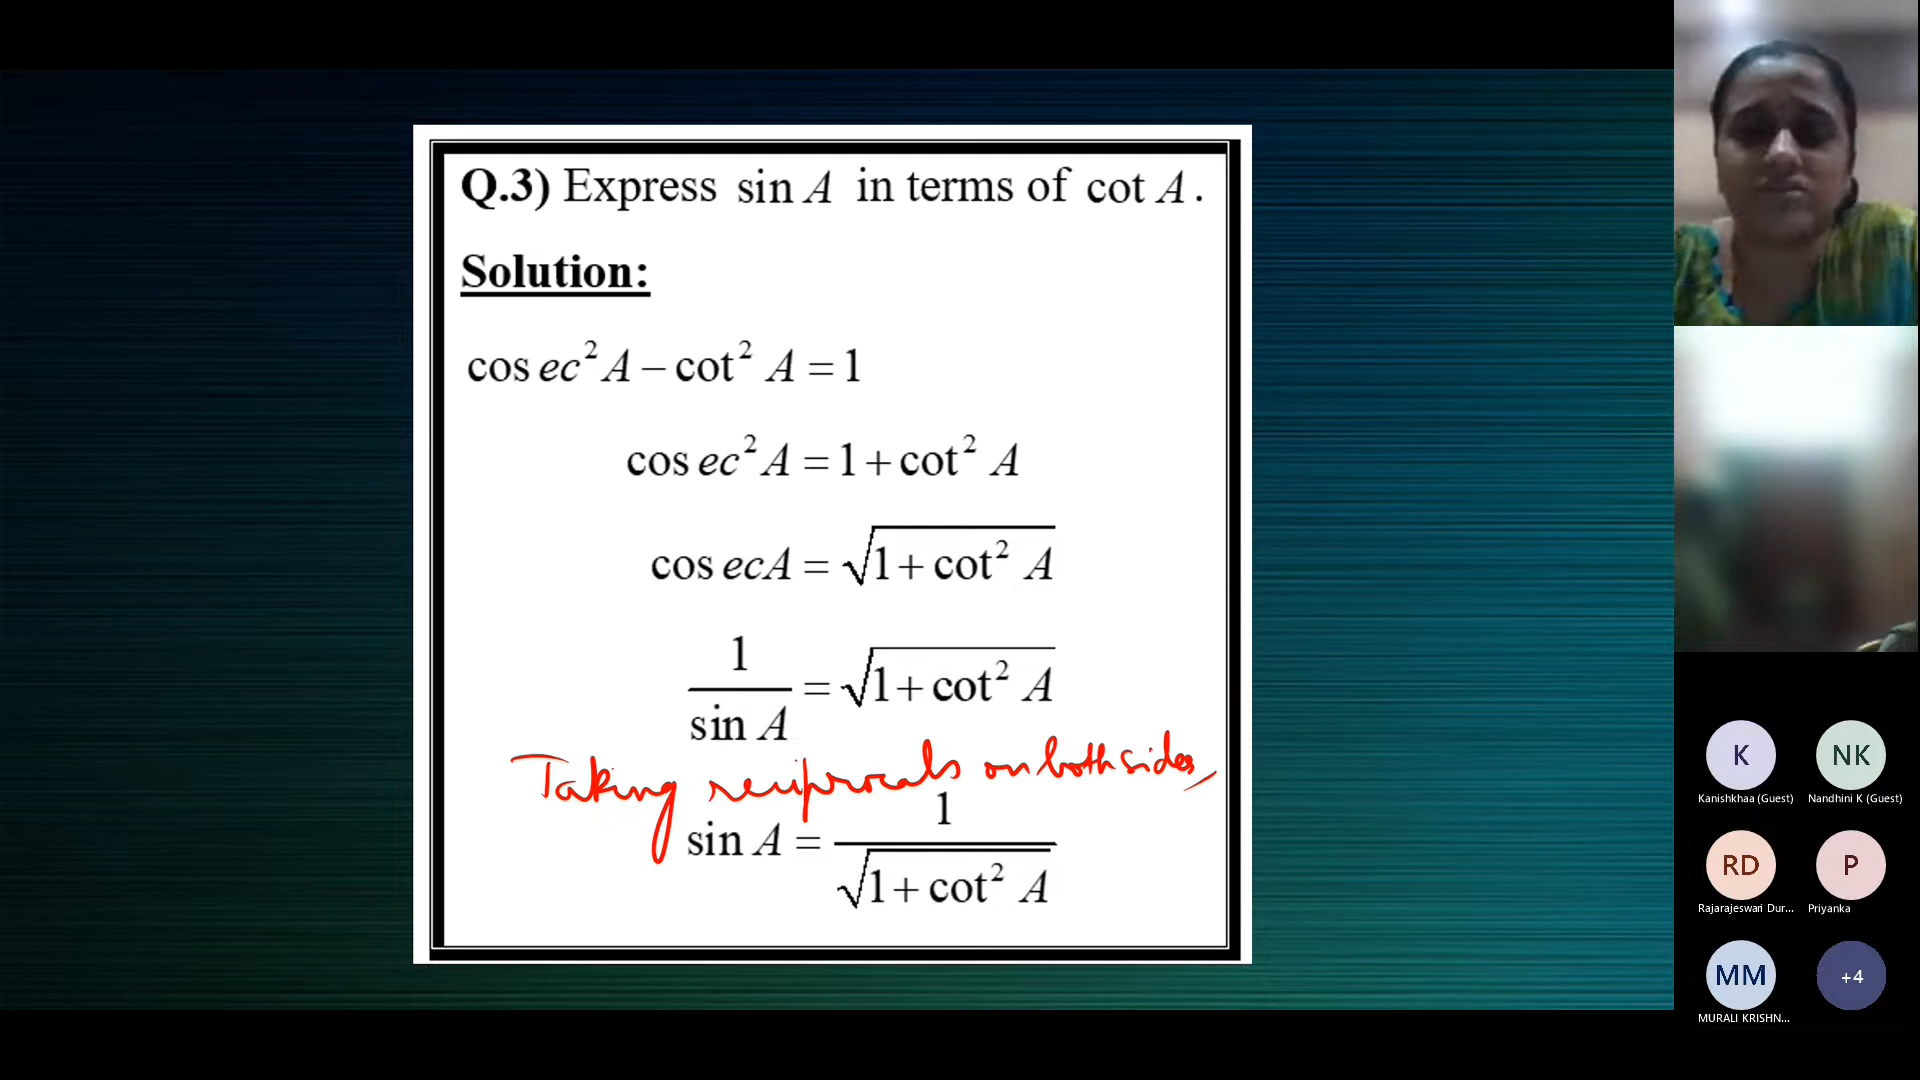 Q.3) Express sin A in terms of cot A.
Solution:
cos ec² A − cot² A = 1
cos ec² A = 1 + cot² A
cos ecA = √(1 + cot² A)
1/sin A = √(1 + cot² A)
Taking reciprocals on both sides,
sin A = 1/√(1 + cot² A)
K
NK
Kanishkhaa (Guest)
Nandhini K (Guest)
RD
P
Rajarajeswari Dur...
Priyanka
MM
+4
MURALI KRISHN...